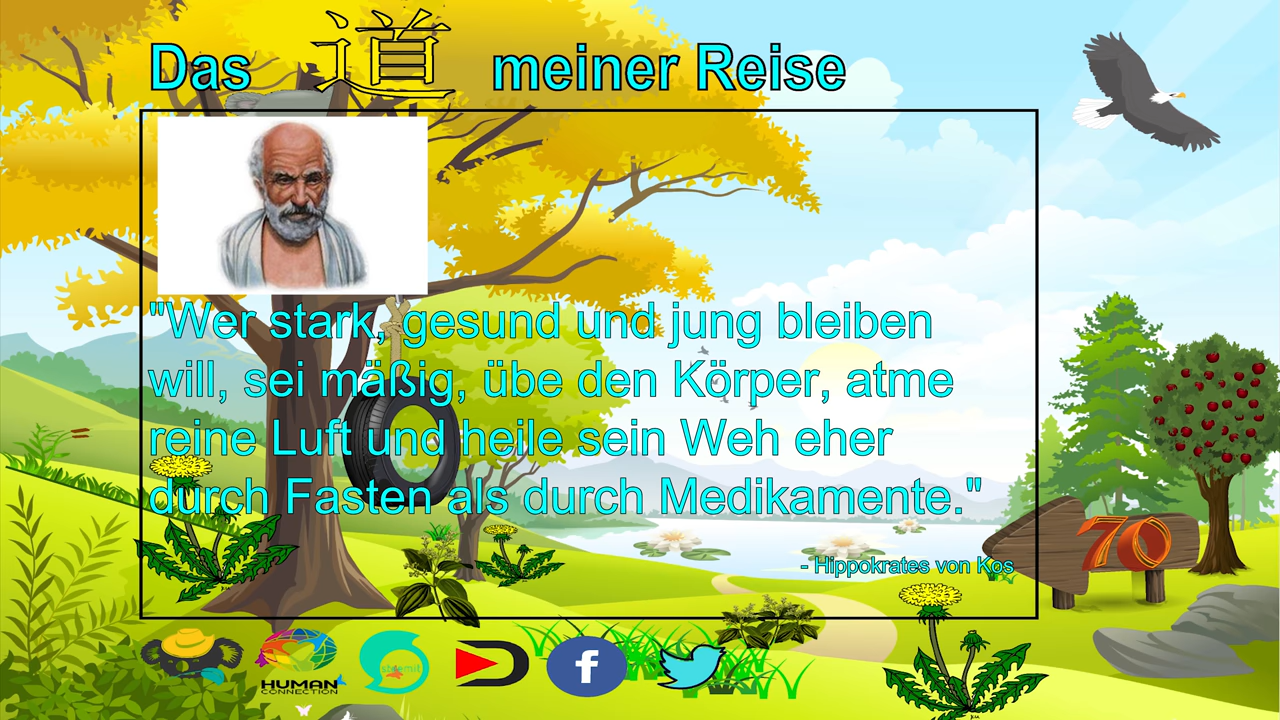 Das 道 meiner Reise
"Wer stark, gesund und jung bleiben
will, sei mäßig, übe den Körper, atme
reine Luft und heile sein Weh eher
durch Fasten als durch Medikamente."
- Hippokrates von Kos
70
HUMAN
CONNECTION
steemit
f